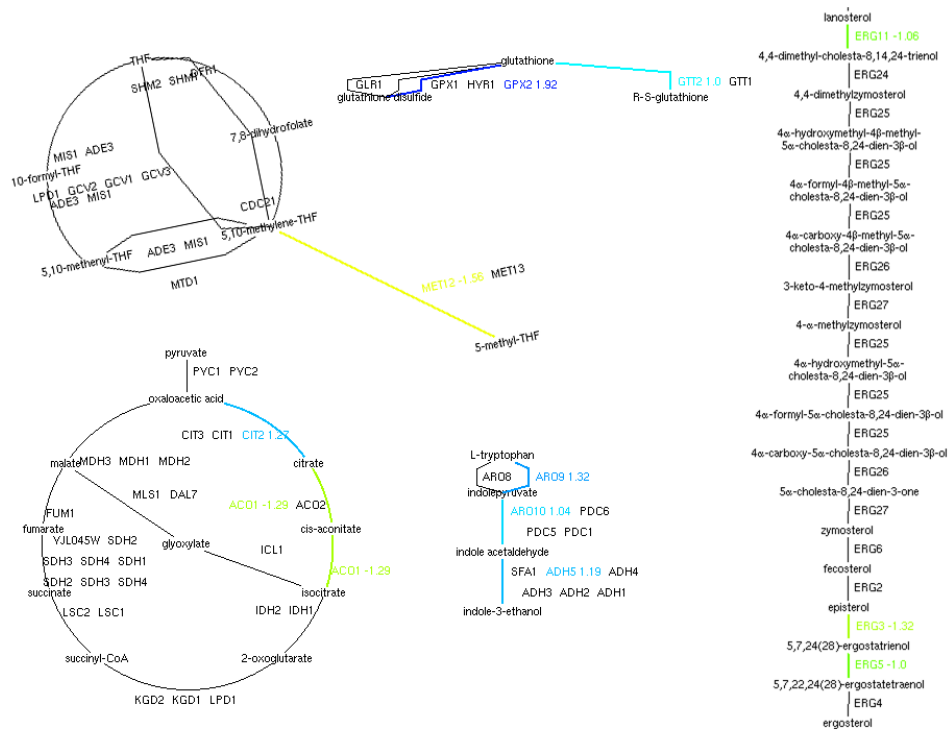 THF
SHM2 SHM1 DFR1
7,8-dihydrofolate
MIS1 ADE3
10-formyl-THF
LPD1 GCV2 GCV1 GCV3
ADE3 MIS1
CDC21
5,10-methylene-THF
5,10-methenyl-THF
ADE3 MIS1
MTD1
MET12 -1.56 MET13
5-methyl-THF
glutathione
GLR1 GPX1 HYR1 GPX2 1.92
glutathione disulfide
GTT2 1.0 GTT1
R-S-glutathione
pyruvate
PYC1 PYC2
oxaloacetic acid
CIT3 CIT1 CIT2 1.27
malate
MDH3 MDH1 MDH2
citrate
MLS1 DAL7
ACO1 -1.29 ACO2
FUM1
fumarate
cis-aconitate
YJL045W SDH2
glyoxylate
ICL1
SDH3 SDH4 SDH1
ACO1 -1.29
SDH2 SDH3 SDH4
succinate
isocitrate
LSC2 LSC1
IDH2 IDH1
succinyl-CoA
2-oxoglutarate
KGD2 KGD1 LPD1
L-tryptophan
ARO8 ARO9 1.32
indolepyruvate
ARO10 1.04 PDC6
PDC5 PDC1
indole acetaldehyde
SFA1 ADH5 1.19 ADH4
ADH3 ADH2 ADH1
indole-3-ethanol
lanosterol
ERG11 -1.06
4,4-dimethyl-cholesta-8,14,24-trienol
ERG24
4,4-dimethylzymosterol
ERG25
4α-hydroxymethyl-4β-methyl-
5α-cholesta-8,24-dien-3β-ol
ERG25
4α-formyl-4β-methyl-5α-
cholesta-8,24-dien-3β-ol
ERG25
4α-carboxy-4β-methyl-5α-
cholesta-8,24-dien-3β-ol
ERG26
3-keto-4-methylzymosterol
ERG27
4-α-methylzymosterol
ERG25
4α-hydroxymethyl-5α-
cholesta-8,24-dien-3β-ol
ERG25
4α-formyl-5α-cholesta-8,24-dien-3β-ol
ERG25
4α-carboxy-5α-cholesta-8,24-dien-3β-ol
ERG26
5α-cholesta-8,24-dien-3-one
ERG27
zymosterol
ERG6
fecosterol
ERG2
episterol
ERG3 -1.32
5,7,24(28)-ergostatrienol
ERG5 -1.0
5,7,22,24(28)-ergostatetraenol
ERG4
ergosterol